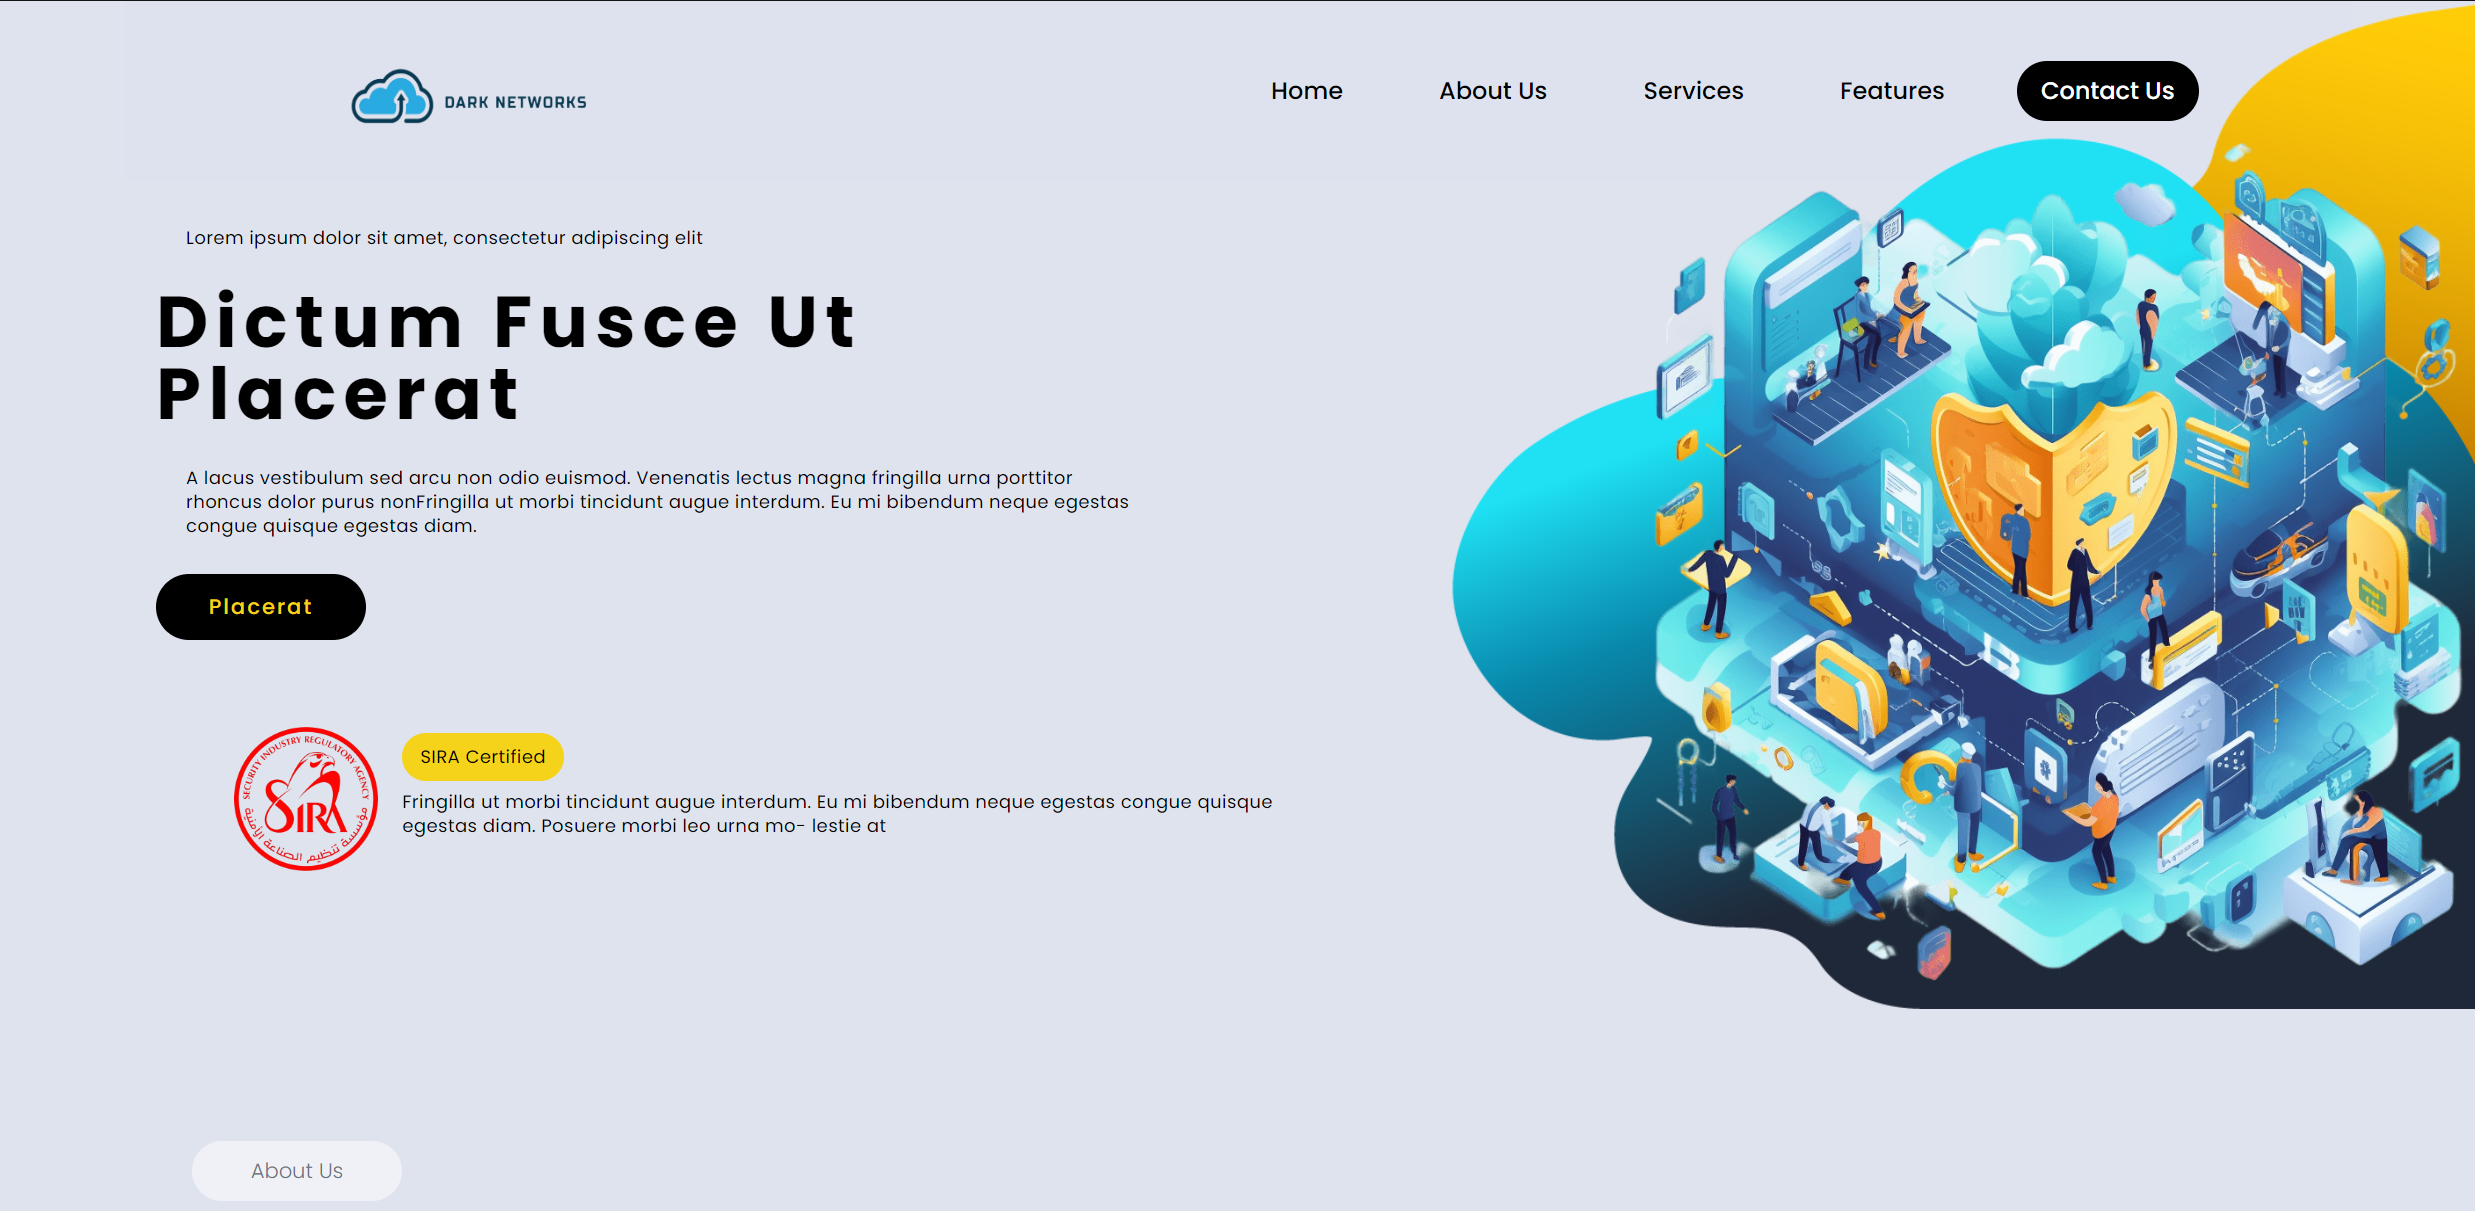 DARK NETWORKS
Home
About Us
Services
Features
Contact Us
Lorem ipsum dolor sit amet, consectetur adipiscing elit
Dictum Fusce Ut
Placerat
A lacus vestibulum sed arcu non odio euismod. Venenatis lectus magna fringilla urna porttitor
rhoncus dolor purus nonFringilla ut morbi tincidunt augue interdum. Eu mi bibendum neque egestas
congue quisque egestas diam.
Placerat
SECURITY INDUSTRY REGULATORY AGENCY
SIRA
مؤسسة تنظيم الصناعة الأمنية
SIRA Certified
Fringilla ut morbi tincidunt augue interdum. Eu mi bibendum neque egestas congue quisque
egestas diam. Posuere morbi leo urna mo- lestie at
About Us